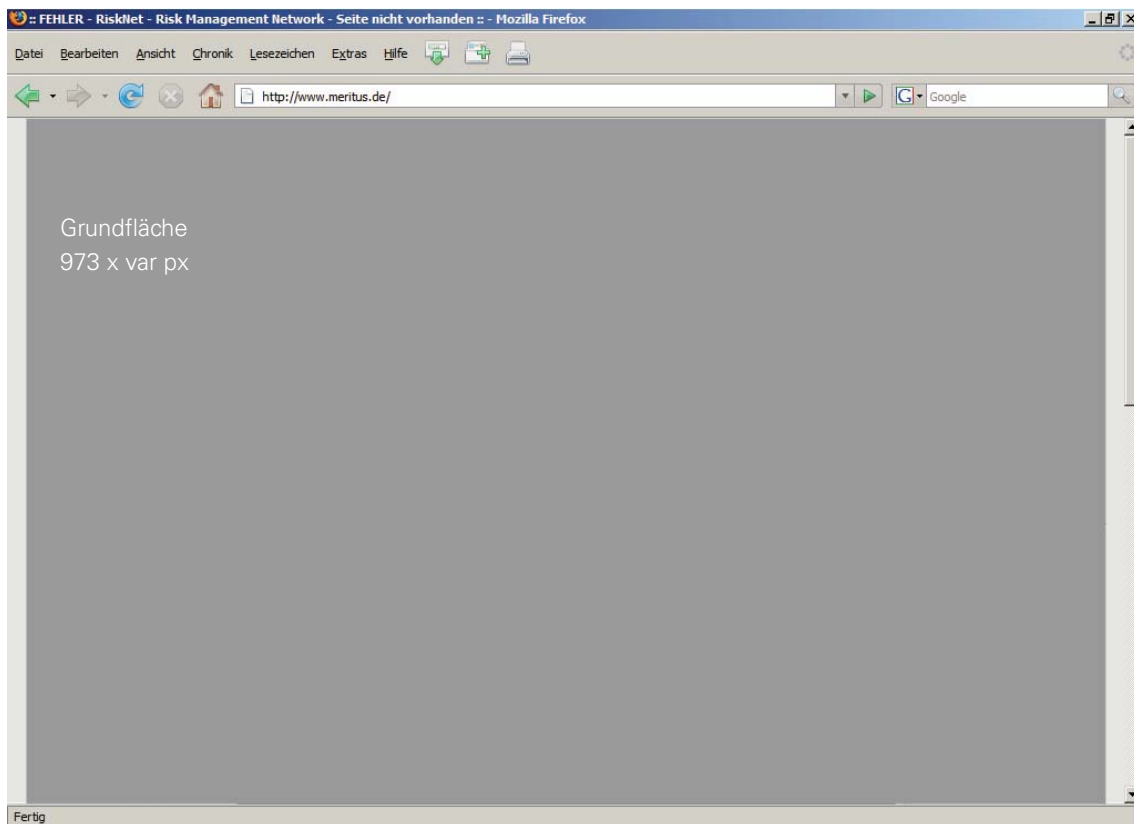 :: FEHLER - RiskNet - Risk Management Network - Seite nicht vorhanden :: - Mozilla Firefox
Datei Bearbeiten Ansicht Chronik Lesezeichen Extras Hilfe
http://www.meritus.de/ G Google
Grundfläche
973 x var px
Fertig